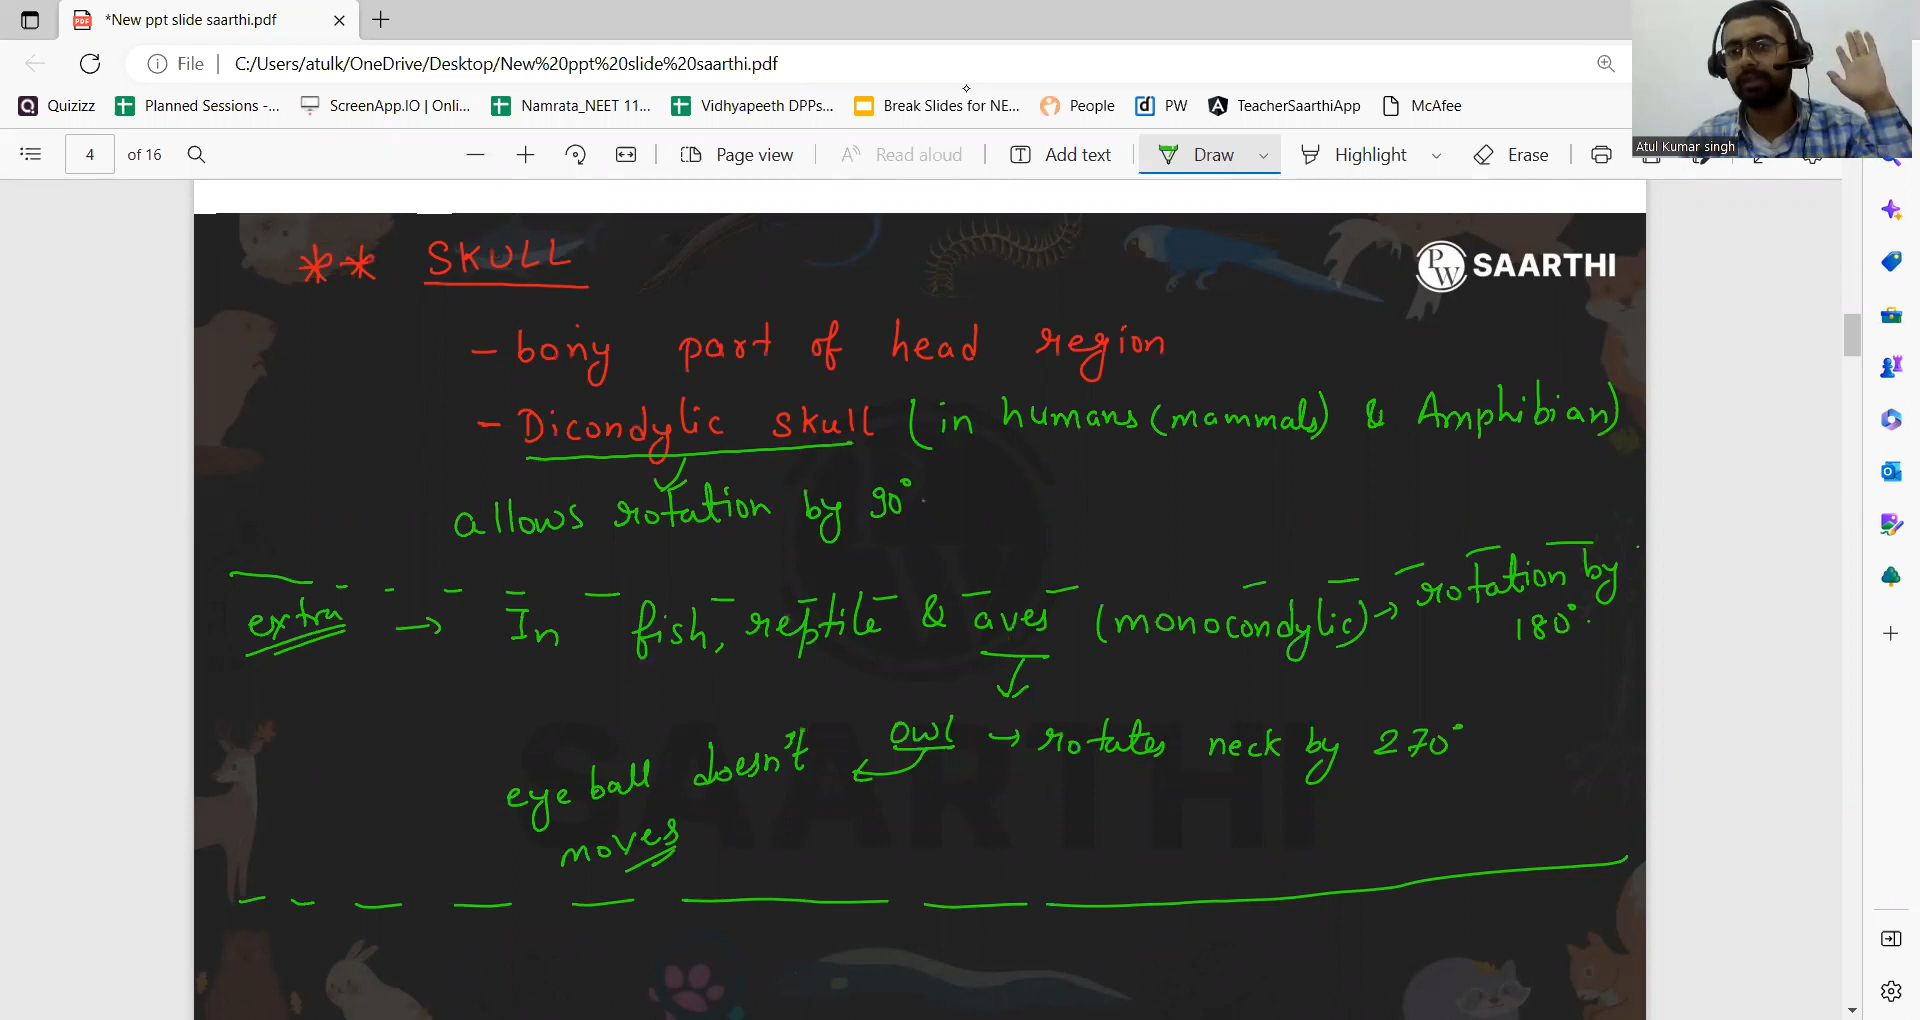 *New ppt slide saarthi.pdf
File
C:/Users/atulk/OneDrive/Desktop/New%20ppt%20slide%20saarthi.pdf
Quizizz
Planned Sessions -...
ScreenApp.IO | Onli...
Namrata_NEET 11...
Vidhyapeeth DPPs...
Break Slides for NE...
People
PW
TeacherSaarthiApp
McAfee
4 of 16
Page view
Read aloud
Add text
Draw
Highlight
Erase
Atul Kumar singh
** SKULL
PW SAARTHI
- bony part of head region
- Dicondylic skull (in humans (mammals) & Amphibian)
allows rotation by 90°
extra → In fish, reptile & aves (monocondylic) → rotation by 180°.
owl → rotates neck by 270°
eye ball doesn't moves
SAARTHI